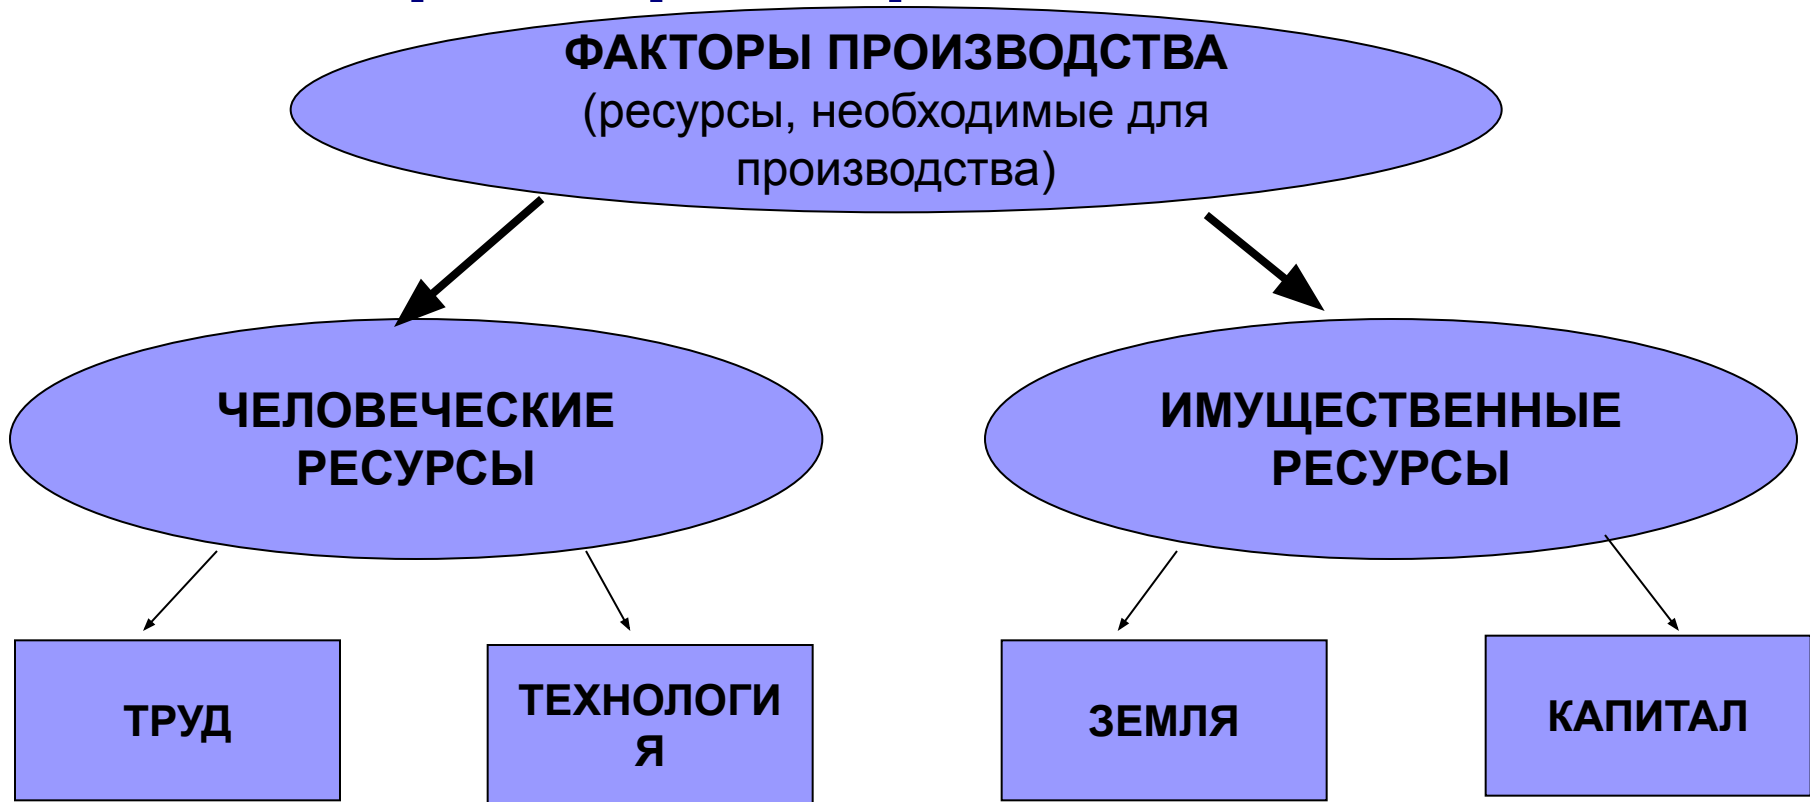 ФАКТОРЫ ПРОИЗВОДСТВА
(ресурсы, необходимые для
производства)
ЧЕЛОВЕЧЕСКИЕ
РЕСУРСЫ
ИМУЩЕСТВЕННЫЕ
РЕСУРСЫ
ТРУД
ТЕХНОЛОГИ
Я
ЗЕМЛЯ
КАПИТАЛ